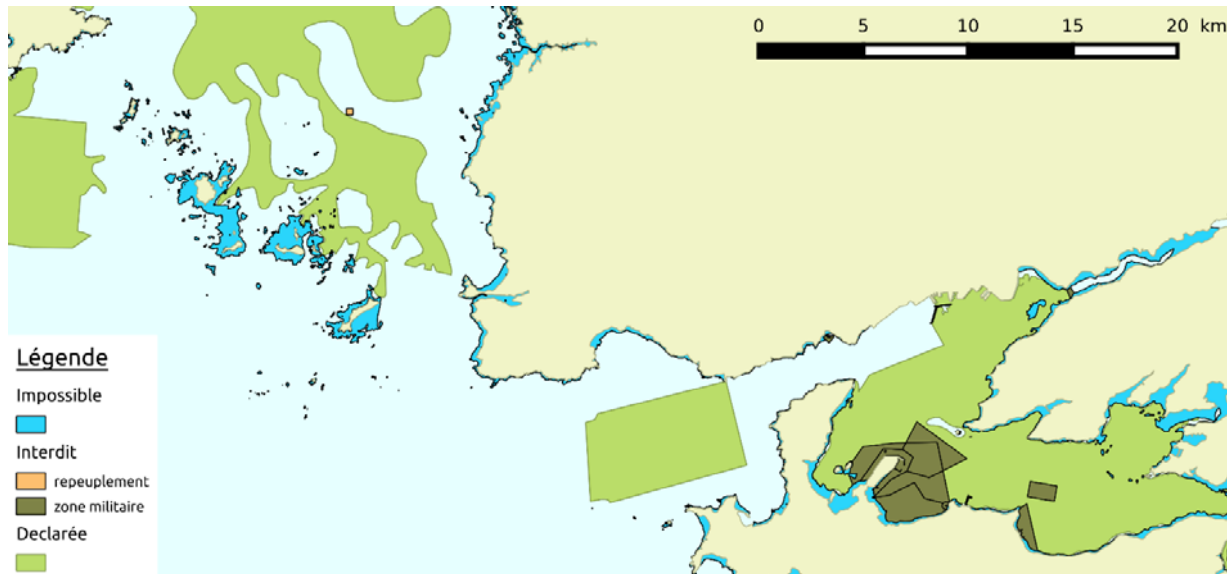 0 5 10 15 20 km
Légende
Impossible
Interdit
repeuplement
zone militaire
Declarée